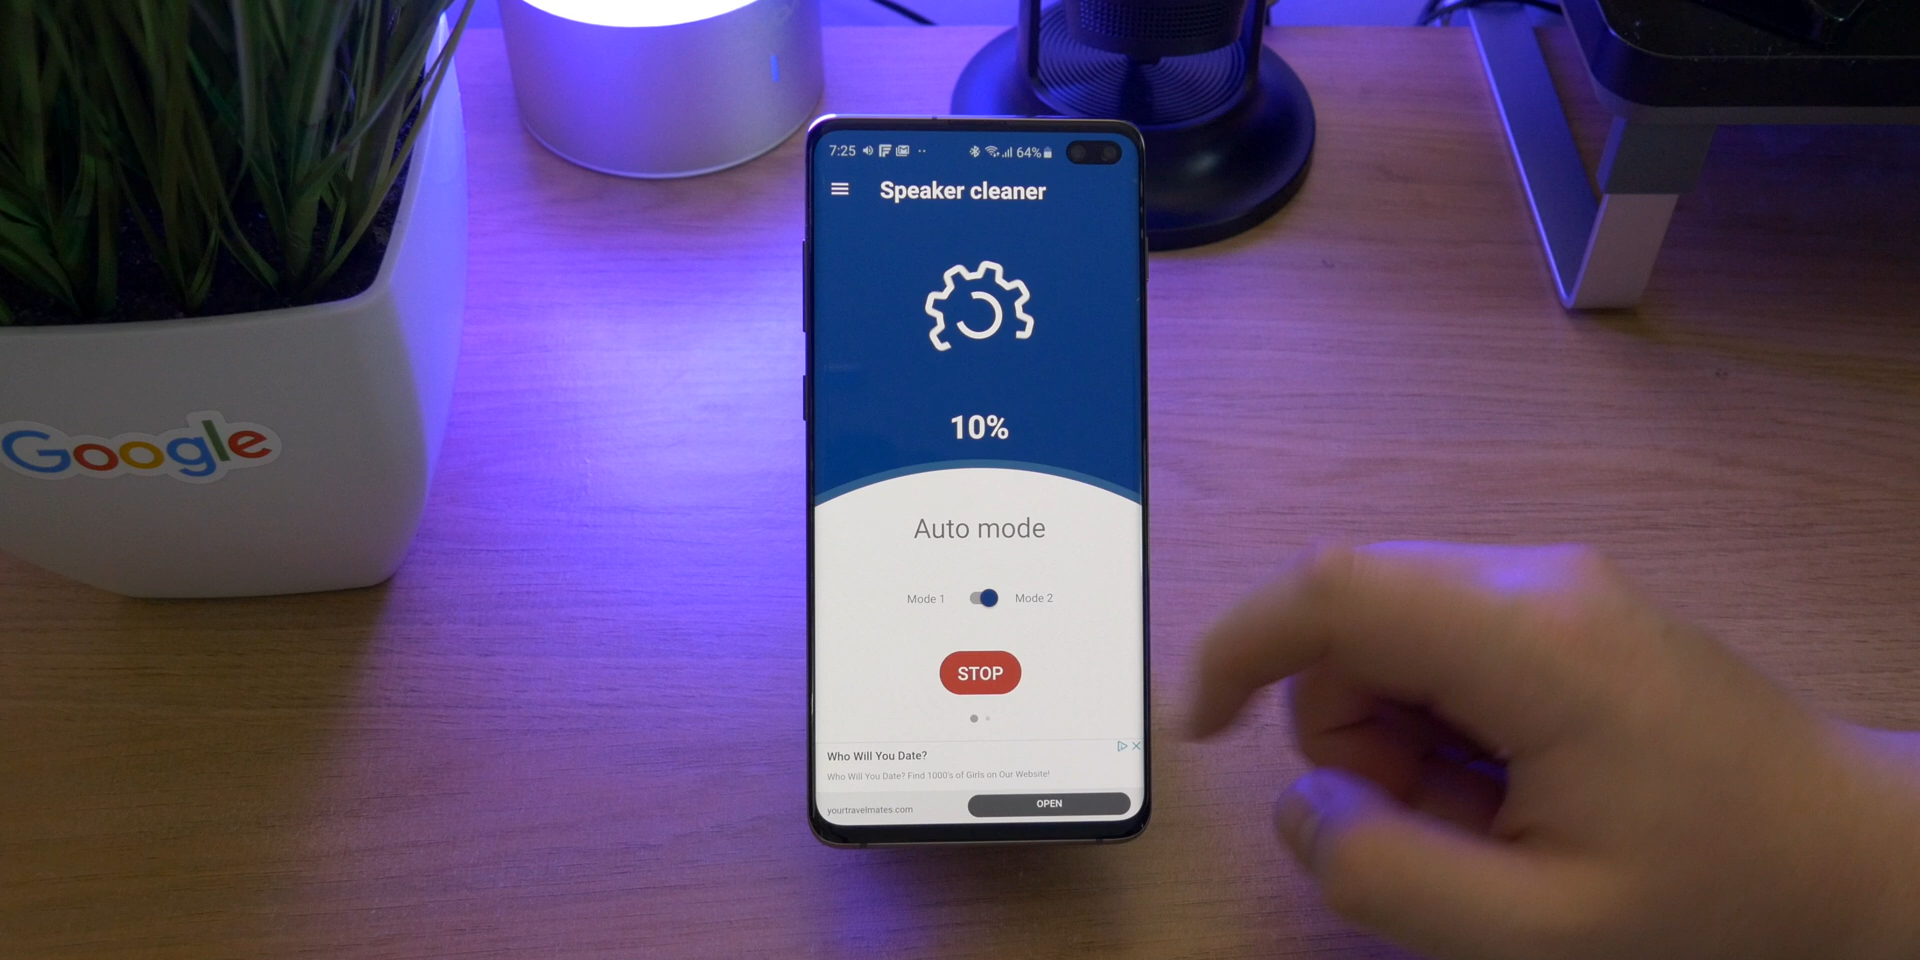 7:25
64%
Speaker cleaner
10%
Google
Auto mode
Mode 1
Mode 2
STOP
Who Will You Date?
Who Will You Date? Find 1000's of Girls on Our Website!
yourtravelmates.com
OPEN